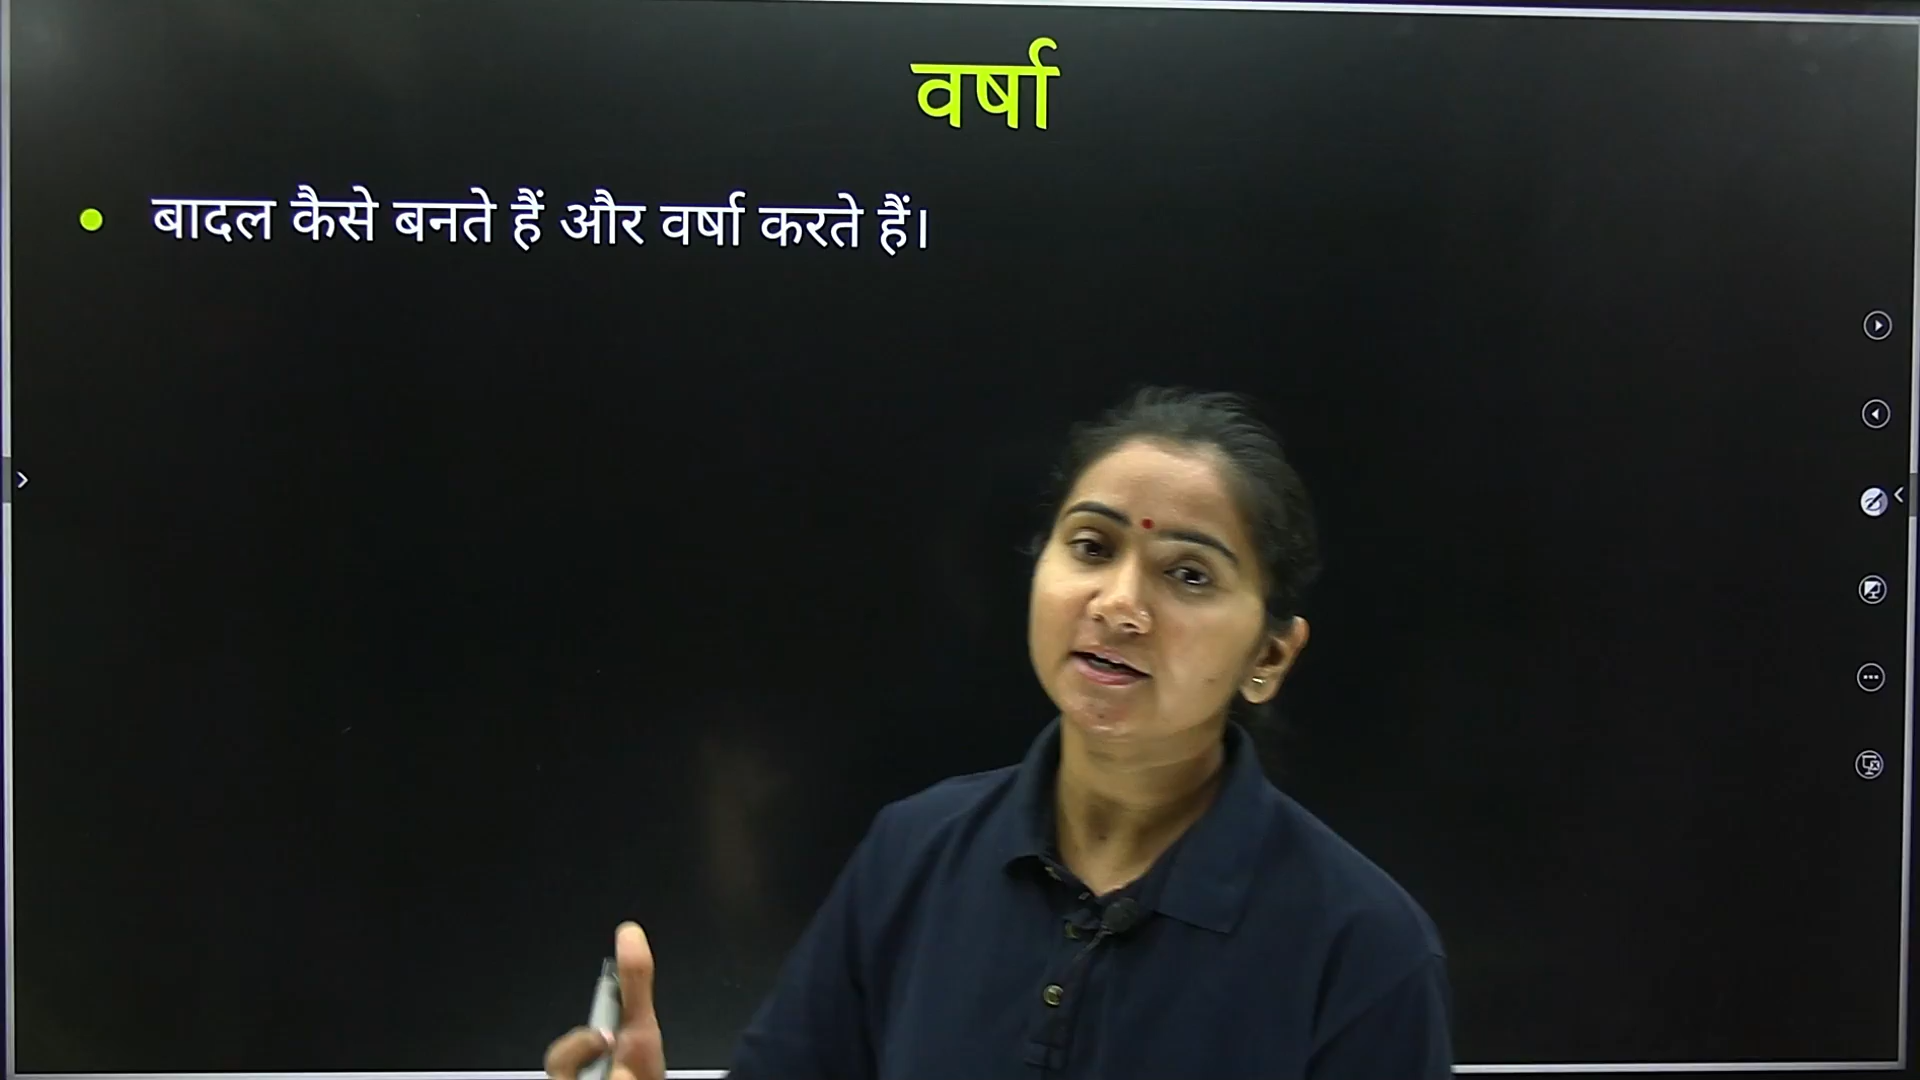 वर्षा
बादल कैसे बनते हैं और वर्षा करते हैं।